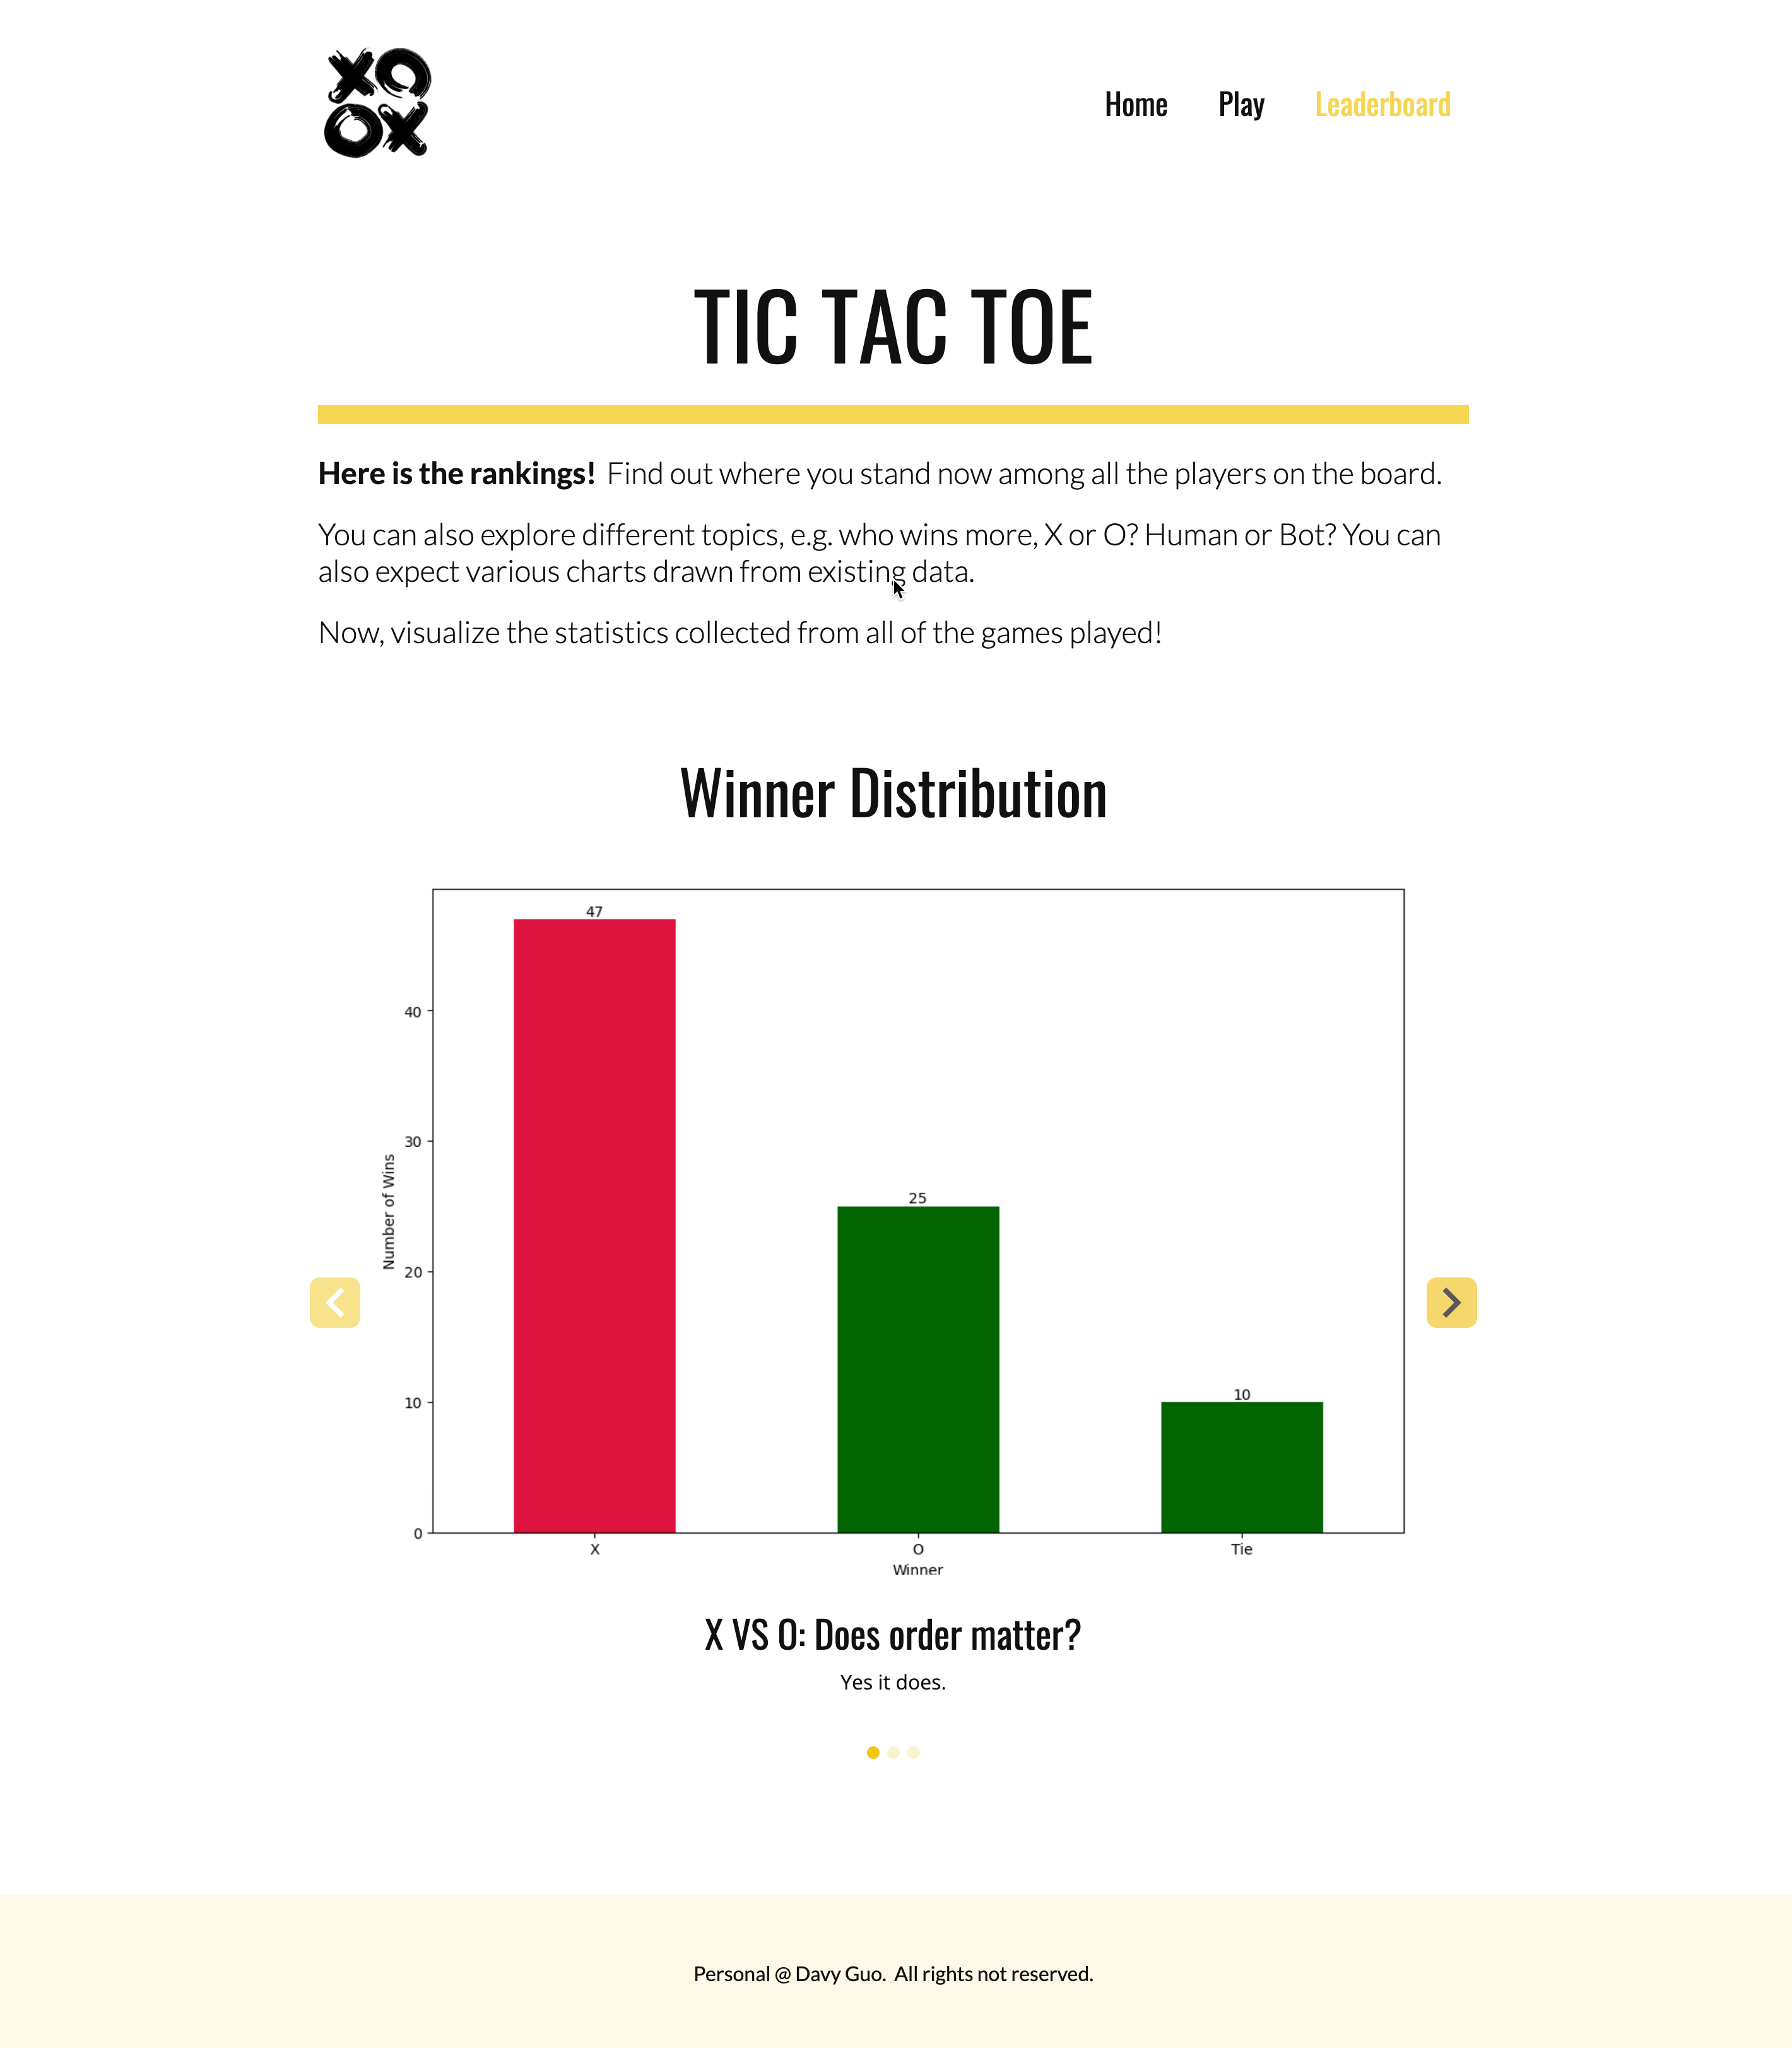 XO
OX
Home Play Leaderboard
TIC TAC TOE
Here is the rankings! Find out where you stand now among all the players on the board.
You can also explore different topics, e.g. who wins more, X or O? Human or Bot? You can
also expect various charts drawn from existing data.
Now, visualize the statistics collected from all of the games played!
Winner Distribution
47
40
30
Number of Wins
25
20
10
10
0
X O Tie
Winner
X VS O: Does order matter?
Yes it does.
Personal @ Davy Guo. All rights not reserved.